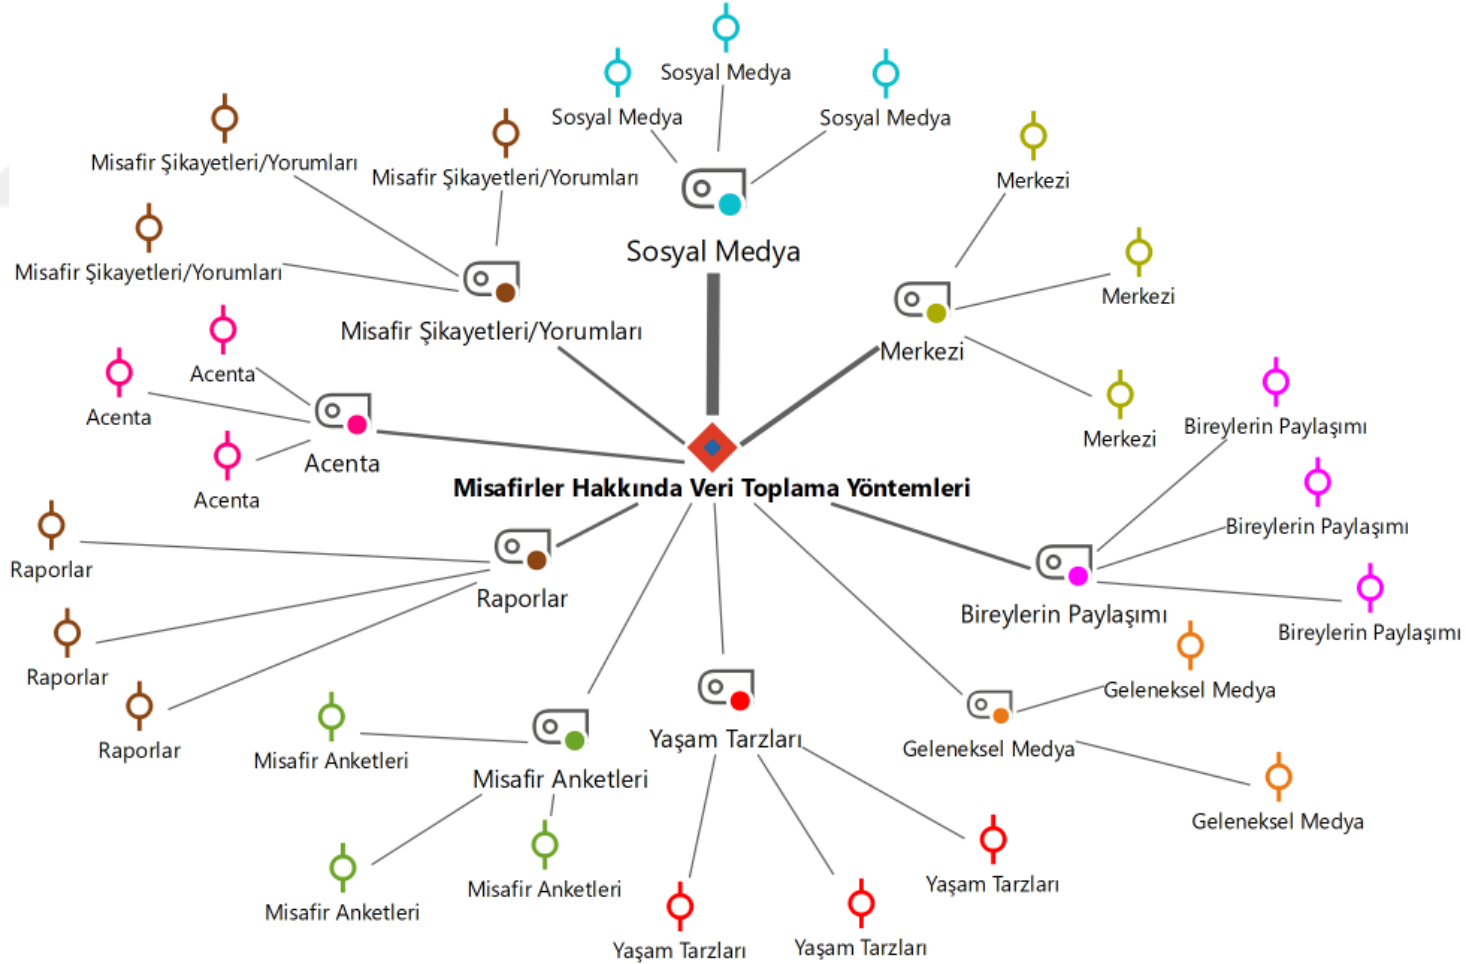 Sosyal Medya
Sosyal Medya
Sosyal Medya
Misafir Şikayetleri/Yorumları
Misafir Şikayetleri/Yorumları
Merkezi
Sosyal Medya
Misafir Şikayetleri/Yorumları
Merkezi
Misafir Şikayetleri/Yorumları
Merkezi
Acenta
Acenta
Bireylerin Paylaşımı
Merkezi
Acenta
Misafirler Hakkında Veri Toplama Yöntemleri
Acenta
Bireylerin Paylaşımı
Raporlar
Raporlar
Bireylerin Paylaşımı
Bireylerin Paylaşımı
Raporlar
Geleneksel Medya
Raporlar
Misafir Anketleri
Yaşam Tarzları
Geleneksel Medya
Misafir Anketleri
Geleneksel Medya
Misafir Anketleri
Yaşam Tarzları
Misafir Anketleri
Yaşam Tarzları
Yaşam Tarzları